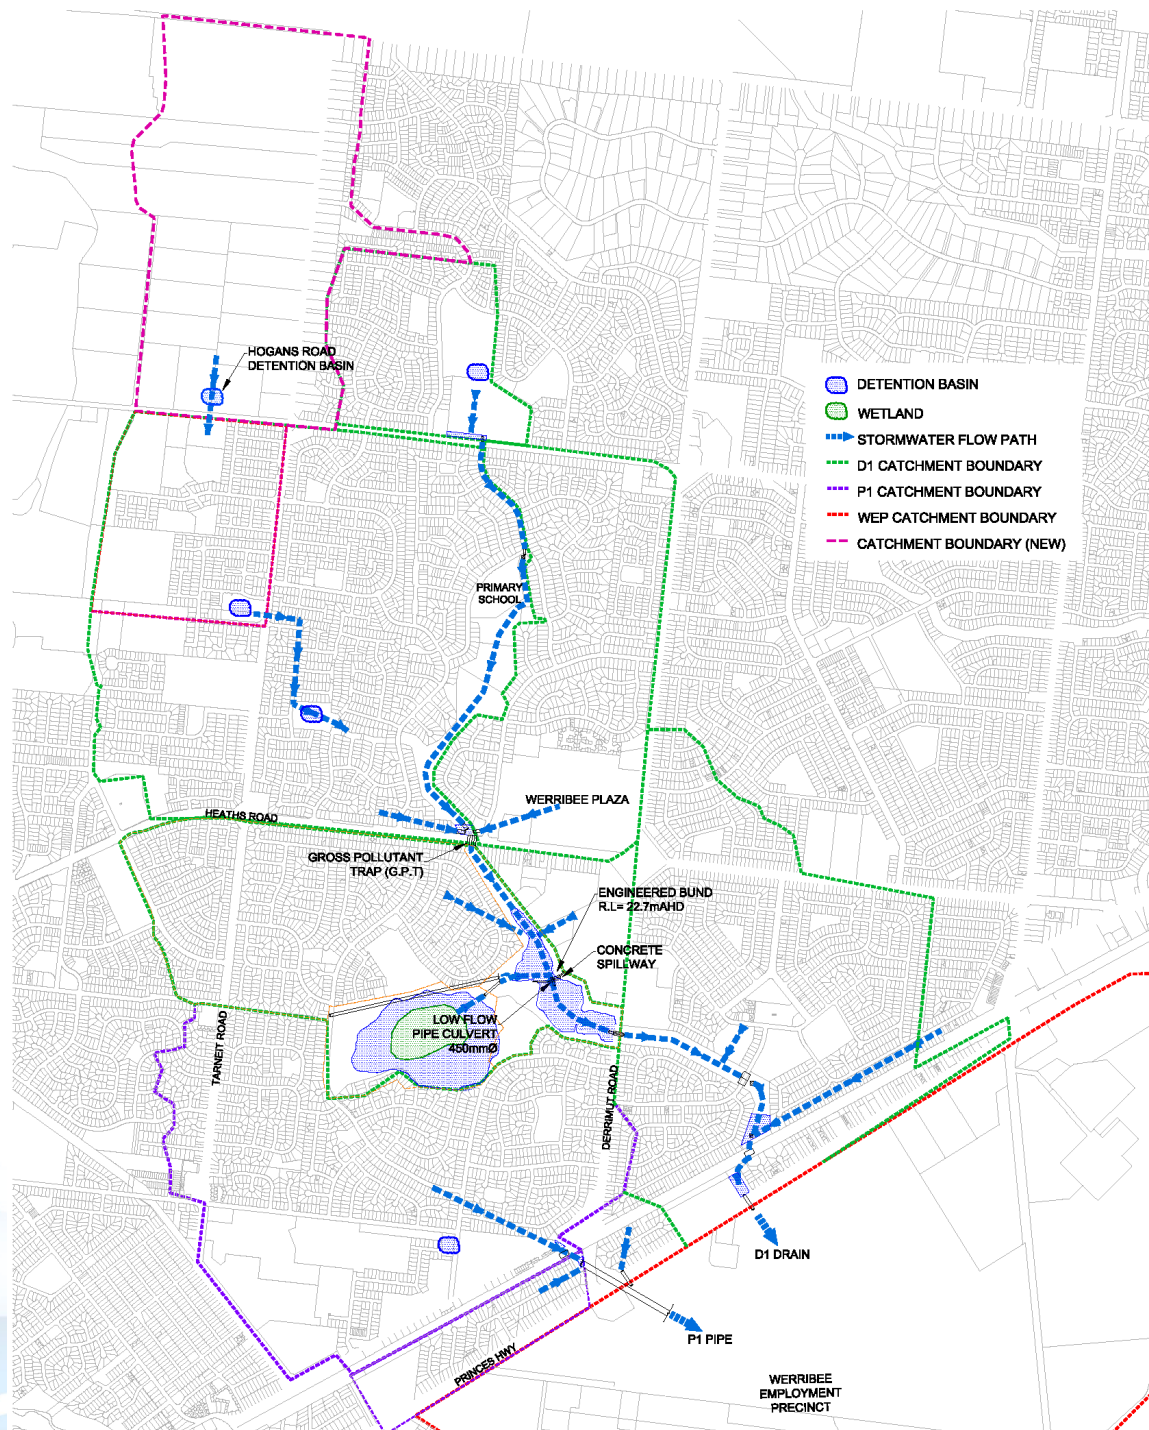 HOGANS ROAD
DETENTION BASIN
DETENTION BASIN
WETLAND
STORMWATER FLOW PATH
D1 CATCHMENT BOUNDARY
P1 CATCHMENT BOUNDARY
WEP CATCHMENT BOUNDARY
CATCHMENT BOUNDARY (NEW)
PRIMARY
SCHOOL
WERRIBEE PLAZA
HEATHS ROAD
GROSS POLLUTANT
TRAP (G.P.T)
ENGINEERED BUND
R.L= 22.7mAHD
CONCRETE
SPILLWAY
LOW FLOW
PIPE CULVERT
450mmØ
TARNEIT ROAD
DERRIMUT ROAD
D1 DRAIN
P1 PIPE
PRINCES HWY
WERRIBEE
EMPLOYMENT
PRECINCT